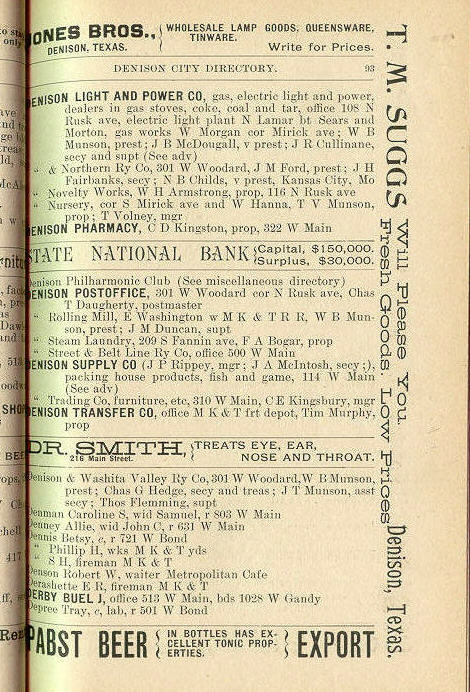 JONES BROS., { WHOLESALE LAMP GOODS, QUEENSWARE, TINWARE.
DENISON, TEXAS. Write for Prices.
DENISON CITY DIRECTORY. 93
DENISON LIGHT AND POWER CO, gas, electric light and power,
dealers in gas stoves, coke, coal and tar, office 108 N
Rusk ave, electric light plant N Lamar bt Sears and
Morton, gas works W Morgan cor Mirick ave; W B
Munson, prest; J B McDougall, v prest; J R Cullinane,
secy and supt (See adv)
" & Northern Ry Co, 301 W Woodard, J M Ford, prest; J H
Fairbanks, secy; N B Childs, v prest, Kansas City, Mo
" Novelty Works, W H Armstrong, prop, 116 N Rusk ave
" Nursery, cor S Mirick ave and W Hanna, T V Munson,
prop; T Volney, mgr
DENISON PHARMACY, C D Kingston, prop, 322 W Main
STATE NATIONAL BANK { Capital, $150,000.
Surplus, $30,000.
Denison Philharmonic Club (See miscellaneous directory)
DENISON POSTOFFICE, 301 W Woodard cor N Rusk ave, Chas
T Daugherty, postmaster
" Rolling Mill, E Washington w M K & T R R, W B Mun-
son, prest; J M Duncan, supt
" Steam Laundry, 209 S Fannin ave, F A Bogar, prop
" Street & Belt Line Ry Co, office 500 W Main
DENISON SUPPLY CO (J P Rippey, mgr; J A McIntosh, secy;),
packing house products, fish and game, 114 W Main
(See adv)
" Trading Co, furniture, etc, 310 W Main, C E Kingsbury, mgr
DENISON TRANSFER CO, office M K & T frt depot, Tim Murphy,
prop
DR. SMITH, { TREATS EYE, EAR,
216 Main Street. NOSE AND THROAT.
Denison & Washita Valley Ry Co, 301 W Woodard, W B Munson,
prest; Chas G Hedge, secy and treas; J T Munson, asst
secy; Thos Flemming, supt
Denman Caroline S, wid Samuel, r 803 W Main
Denney Allie, wid John C, r 631 W Main
Dennis Betsy, c, r 721 W Bond
" Phillip H, wks M K & T yds
" S H, fireman M K & T
Denson Robert W, waiter Metropolitan Cafe
Derashette E R, fireman M K & T
DERBY BUEL J, office 513 W Main, bds 1028 W Gandy
Depree Tray, c, lab, r 501 W Bond
PABST BEER { IN BOTTLES HAS EX-
CELLENT TONIC PROP-
ERTIES. } EXPORT
T. M. SUGGS Will Please You.
Fresh Goods Low Prices Denison, Texas.